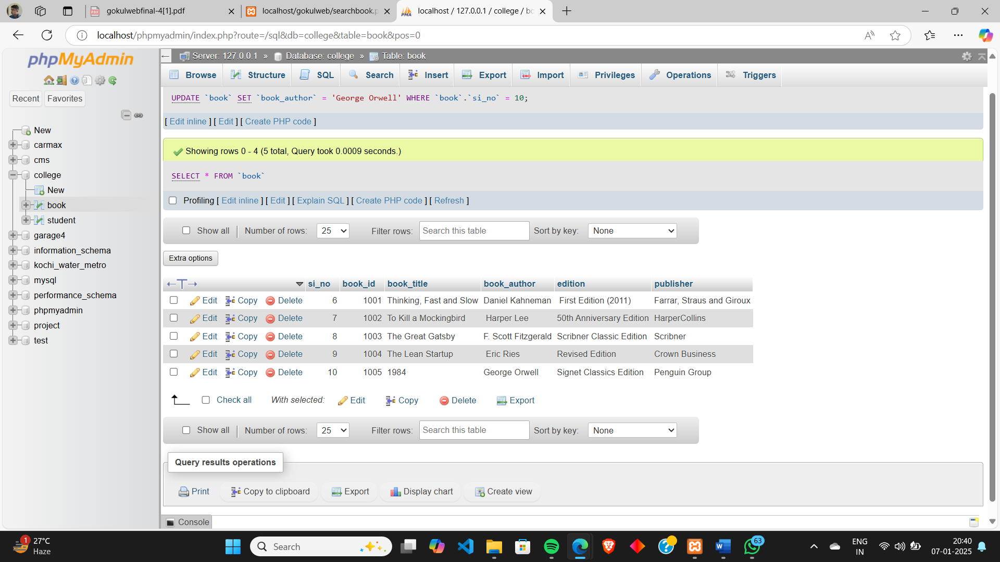 gokulwebfinal-4[1].pdf
localhost/gokulweb/searchbook.p
localhost / 127.0.0.1 / college / bo
localhost/phpmyadmin/index.php?route=/sql&db=college&table=book&pos=0
phpMyAdmin
Recent Favorites
New
carmax
cms
college
New
book
student
garage4
information_schema
kochi_water_metro
mysql
performance_schema
phpmyadmin
project
test
Server: 127.0.0.1 » Database: college » Table: book
Browse Structure SQL Search Insert Export Import Privileges Operations Triggers
UPDATE `book` SET `book_author` = 'George Orwell' WHERE `book`.`si_no` = 10;
[ Edit inline ] [ Edit ] [ Create PHP code ]
Showing rows 0 - 4 (5 total, Query took 0.0009 seconds.)
SELECT * FROM `book`
Profiling [ Edit inline ] [ Edit ] [ Explain SQL ] [ Create PHP code ] [ Refresh ]
Show all Number of rows: 25 Filter rows: Search this table Sort by key: None
Extra options
si_no book_id book_title book_author edition publisher
Edit Copy Delete 6 1001 Thinking, Fast and Slow Daniel Kahneman First Edition (2011) Farrar, Straus and Giroux
Edit Copy Delete 7 1002 To Kill a Mockingbird Harper Lee 50th Anniversary Edition HarperCollins
Edit Copy Delete 8 1003 The Great Gatsby F. Scott Fitzgerald Scribner Classic Edition Scribner
Edit Copy Delete 9 1004 The Lean Startup Eric Ries Revised Edition Crown Business
Edit Copy Delete 10 1005 1984 George Orwell Signet Classics Edition Penguin Group
Check all With selected: Edit Copy Delete Export
Show all Number of rows: 25 Filter rows: Search this table Sort by key: None
Query results operations
Print Copy to clipboard Export Display chart Create view
Console
1 27°C
Haze
Search
63
ENG
IN
20:40
07-01-2025